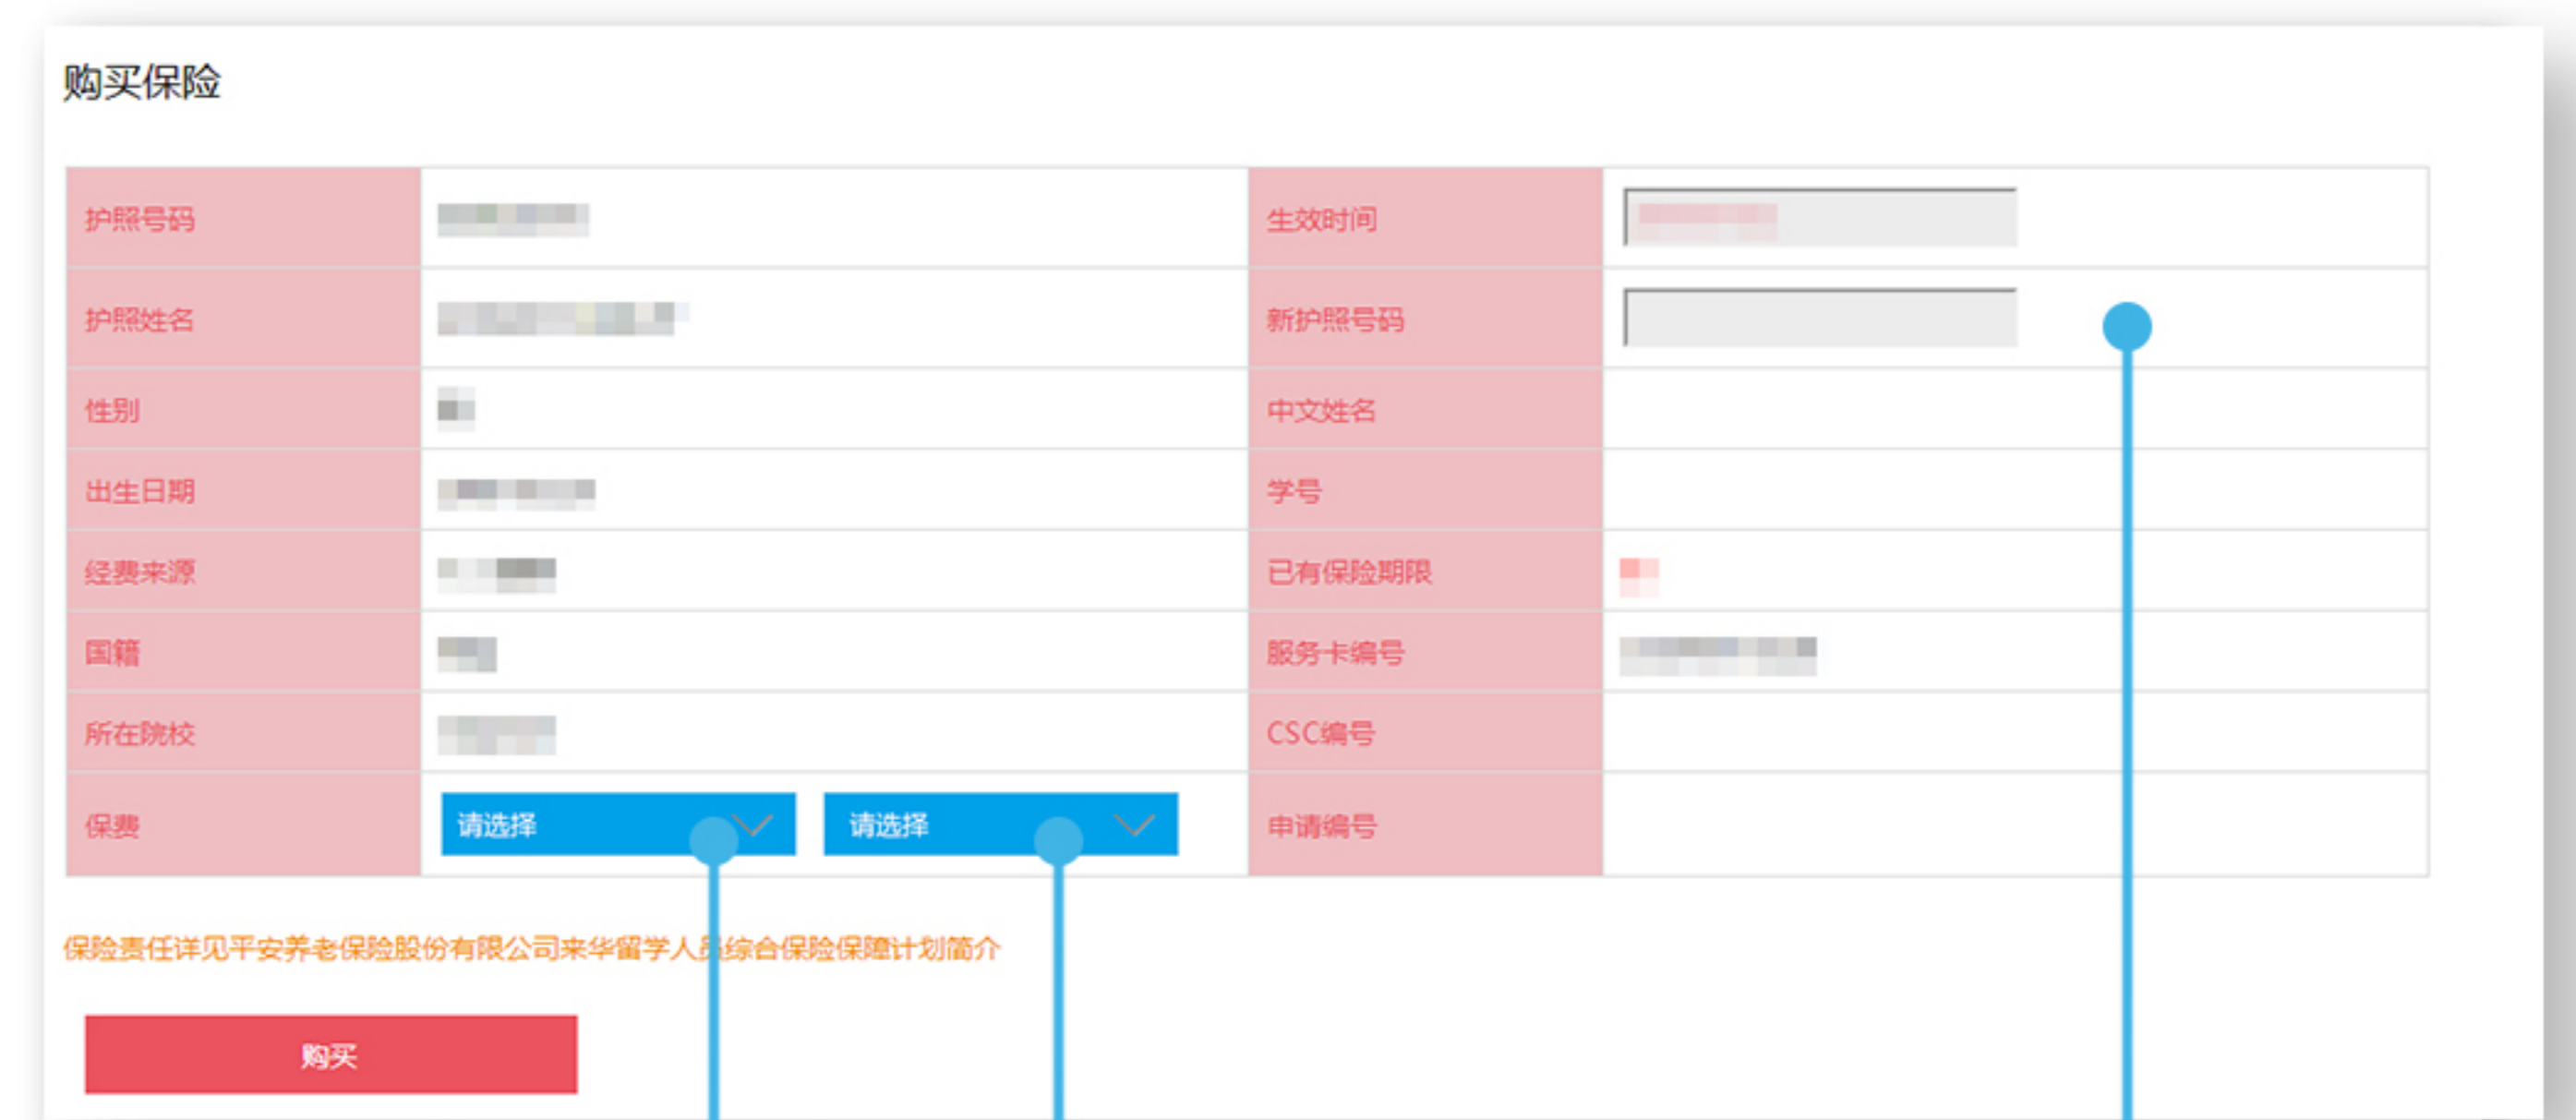 购买保险
护照号码 生效时间
护照姓名 新护照号码
性别 中文姓名
出生日期 学号
经费来源 已有保险期限
国籍 服务卡编号
所在院校 CSC编号
保费 请选择 请选择 申请编号
保险责任详见平安养老保险股份有限公司来华留学人员综合保险保障计划简介
购买